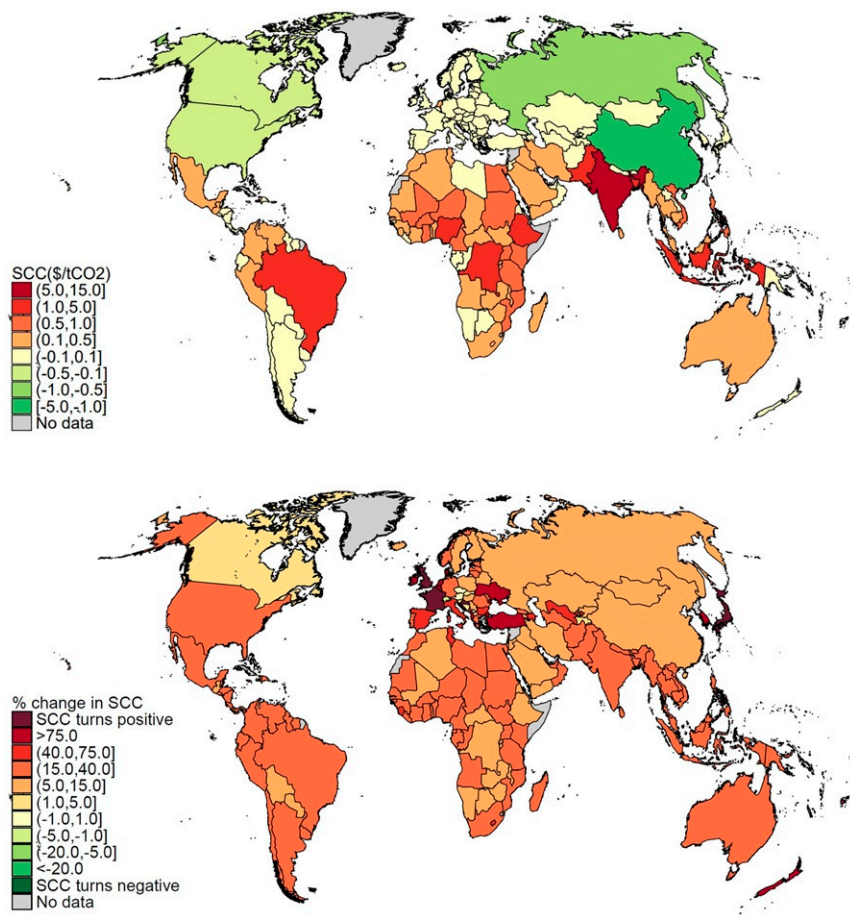 SCC($/tCO2)
(5.0,15.0]
(1.0,5.0]
(0.5,1.0]
(0.1,0.5]
(-0.1,0.1]
(-0.5,-0.1]
(-1.0,-0.5]
[-5.0,-1.0]
No data
% change in SCC
SCC turns positive
>75.0
(40.0,75.0]
(15.0,40.0]
(5.0,15.0]
(1.0,5.0]
(-1.0,1.0]
(-5.0,-1.0]
(-20.0,-5.0]
<-20.0
SCC turns negative
No data